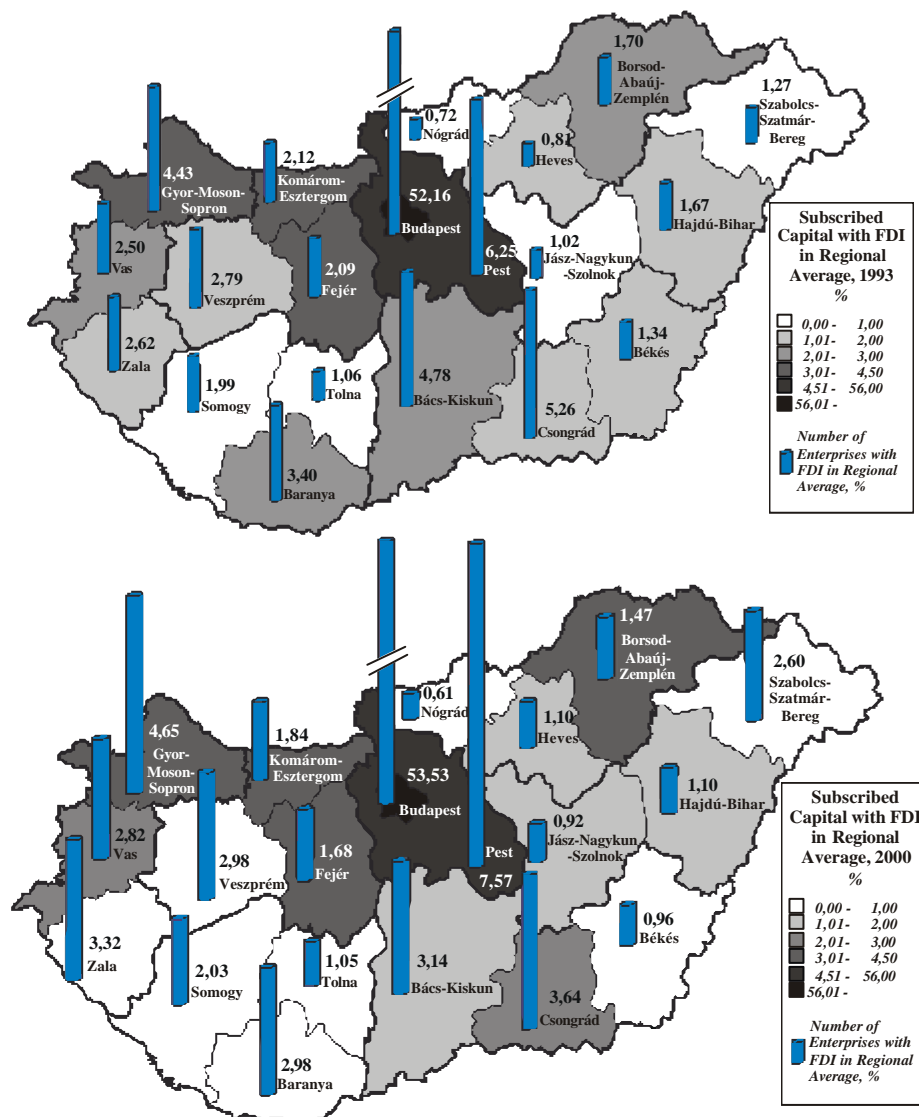 1,70
Borsod-
Abaúj-
Zemplén
1,27
Szabolcs-
Szatmár-
Bereg
0,72
Nógrád
0,81
Heves
4,43
Gyor-Moson-
Sopron
2,12
Komárom-
Esztergom
52,16
Budapest
1,67
Hajdú-Bihar
2,50
Vas
2,79
Veszprém
2,09
Fejér
6,25
Pest
1,02
Jász-Nagykun
-Szolnok
2,62
Zala
1,99
Somogy
1,06
Tolna
4,78
Bács-Kiskun
1,34
Békés
5,26
Csongrád
3,40
Baranya
Subscribed
Capital with FDI
in Regional
Average, 1993
%
0,00 - 1,00
1,01 - 2,00
2,01 - 3,00
3,01 - 4,50
4,51 - 56,00
56,01 -
Number of
Enterprises with
FDI in Regional
Average, %
1,47
Borsod-
Abaúj-
Zemplén
2,60
Szabolcs-
Szatmár-
Bereg
0,61
Nógrád
1,10
Heves
4,65
Gyor-
Moson-
Sopron
1,84
Komárom-
Esztergom
53,53
Budapest
1,10
Hajdú-Bihar
2,82
Vas
2,98
Veszprém
1,68
Fejér
Pest
7,57
0,92
Jász-Nagykun
-Szolnok
3,32
Zala
2,03
Somogy
1,05
Tolna
3,14
Bács-Kiskun
0,96
Békés
3,64
Csongrád
2,98
Baranya
Subscribed
Capital with FDI
in Regional
Average, 2000
%
0,00 - 1,00
1,01 - 2,00
2,01 - 3,00
3,01 - 4,50
4,51 - 56,00
56,01 -
Number of
Enterprises with
FDI in Regional
Average, %